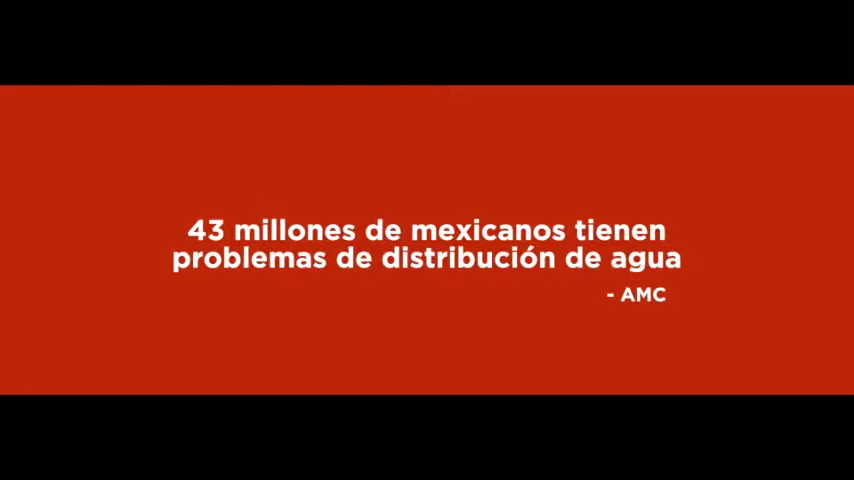 43 millones de mexicanos tienen
problemas de distribución de agua
- AMC